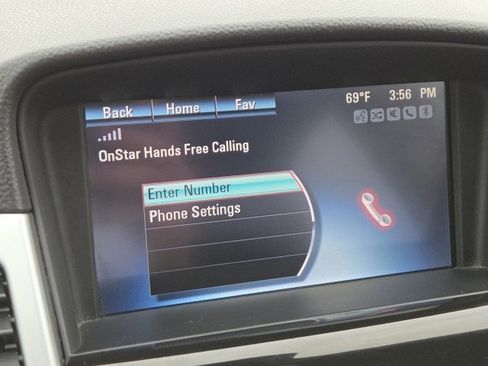 Back Home Fav 69°F 3:56 PM
OnStar Hands Free Calling
Enter Number
Phone Settings